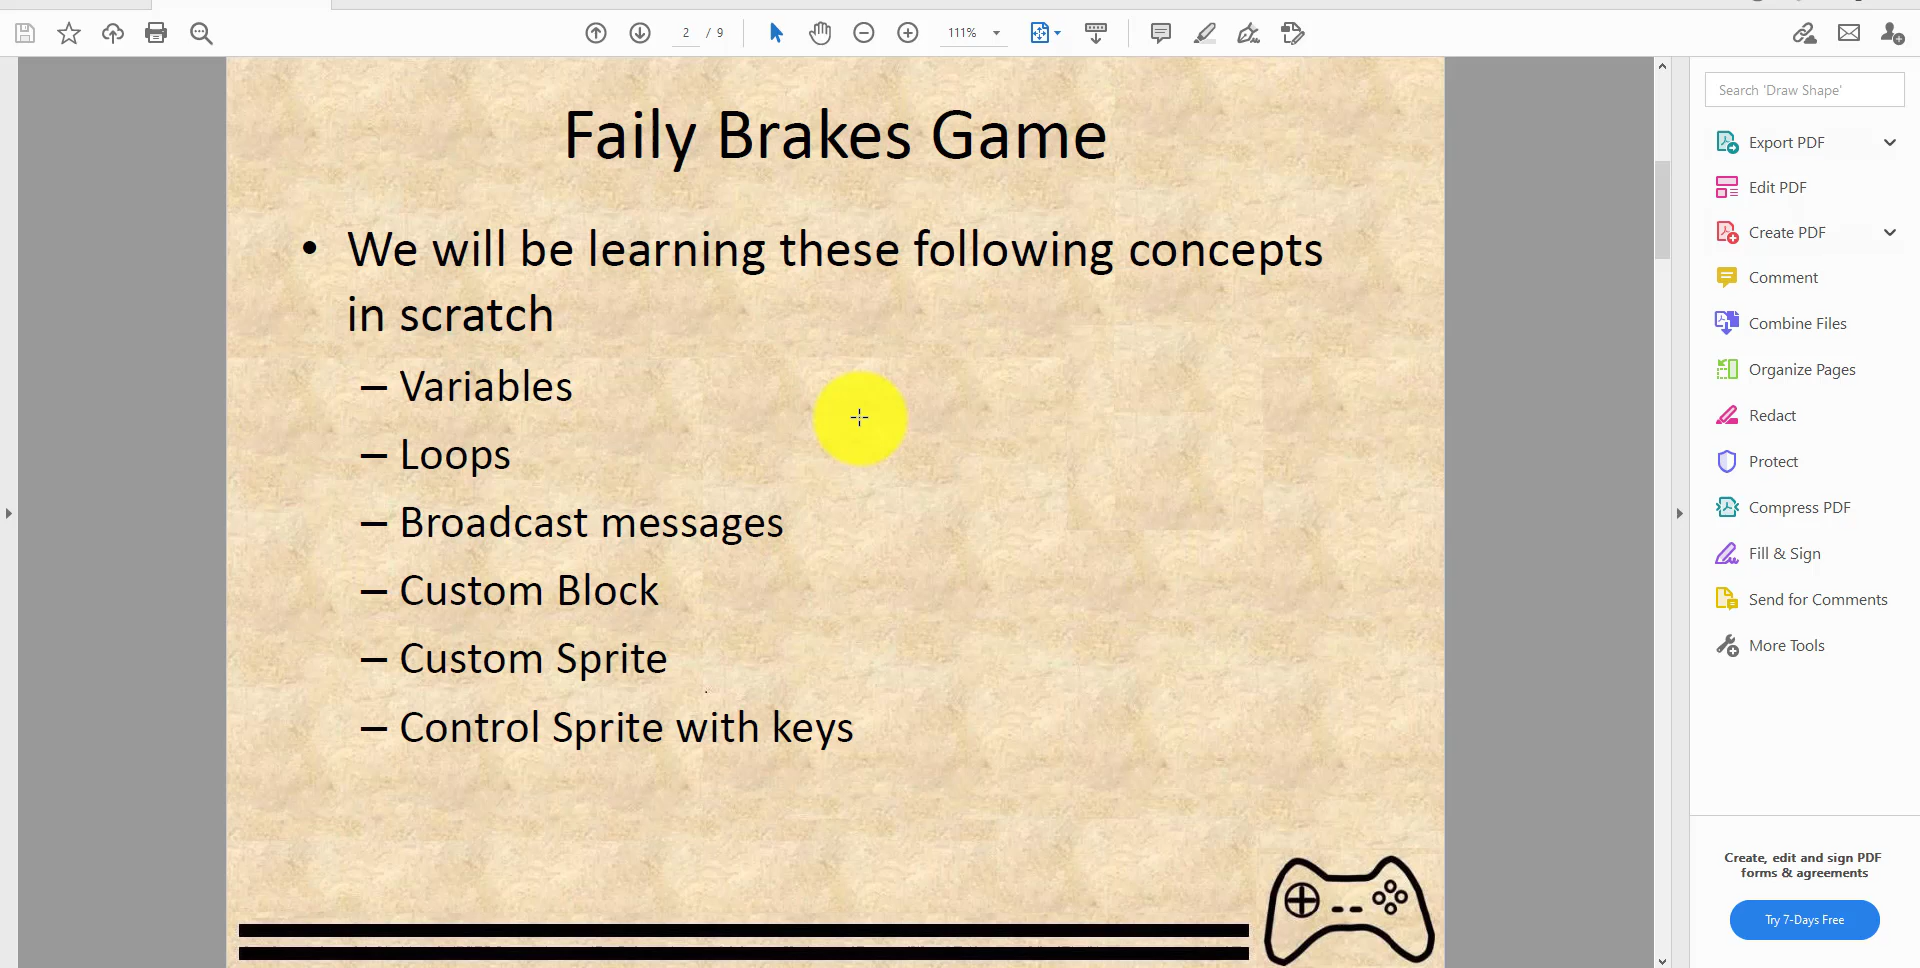 2 / 9
111%
Faily Brakes Game
• We will be learning these following concepts
in scratch
– Variables
– Loops
– Broadcast messages
– Custom Block
– Custom Sprite
– Control Sprite with keys
Search 'Draw Shape'
Export PDF
Edit PDF
Create PDF
Comment
Combine Files
Organize Pages
Redact
Protect
Compress PDF
Fill & Sign
Send for Comments
More Tools
Create, edit and sign PDF
forms & agreements
Try 7-Days Free